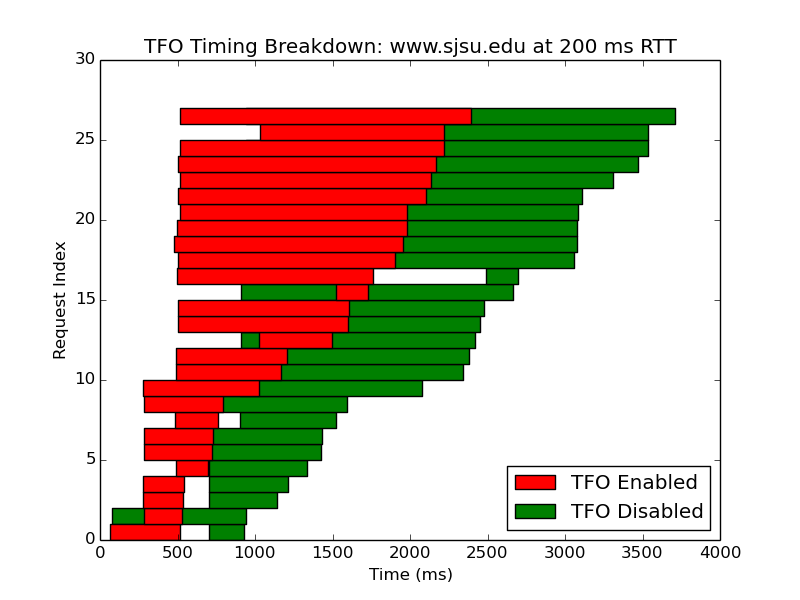 TFO Timing Breakdown: www.sjsu.edu at 200 ms RTT
30
25
20
15
10
5
0
Request Index
0 500 1000 1500 2000 2500 3000 3500 4000
Time (ms)
TFO Enabled
TFO Disabled